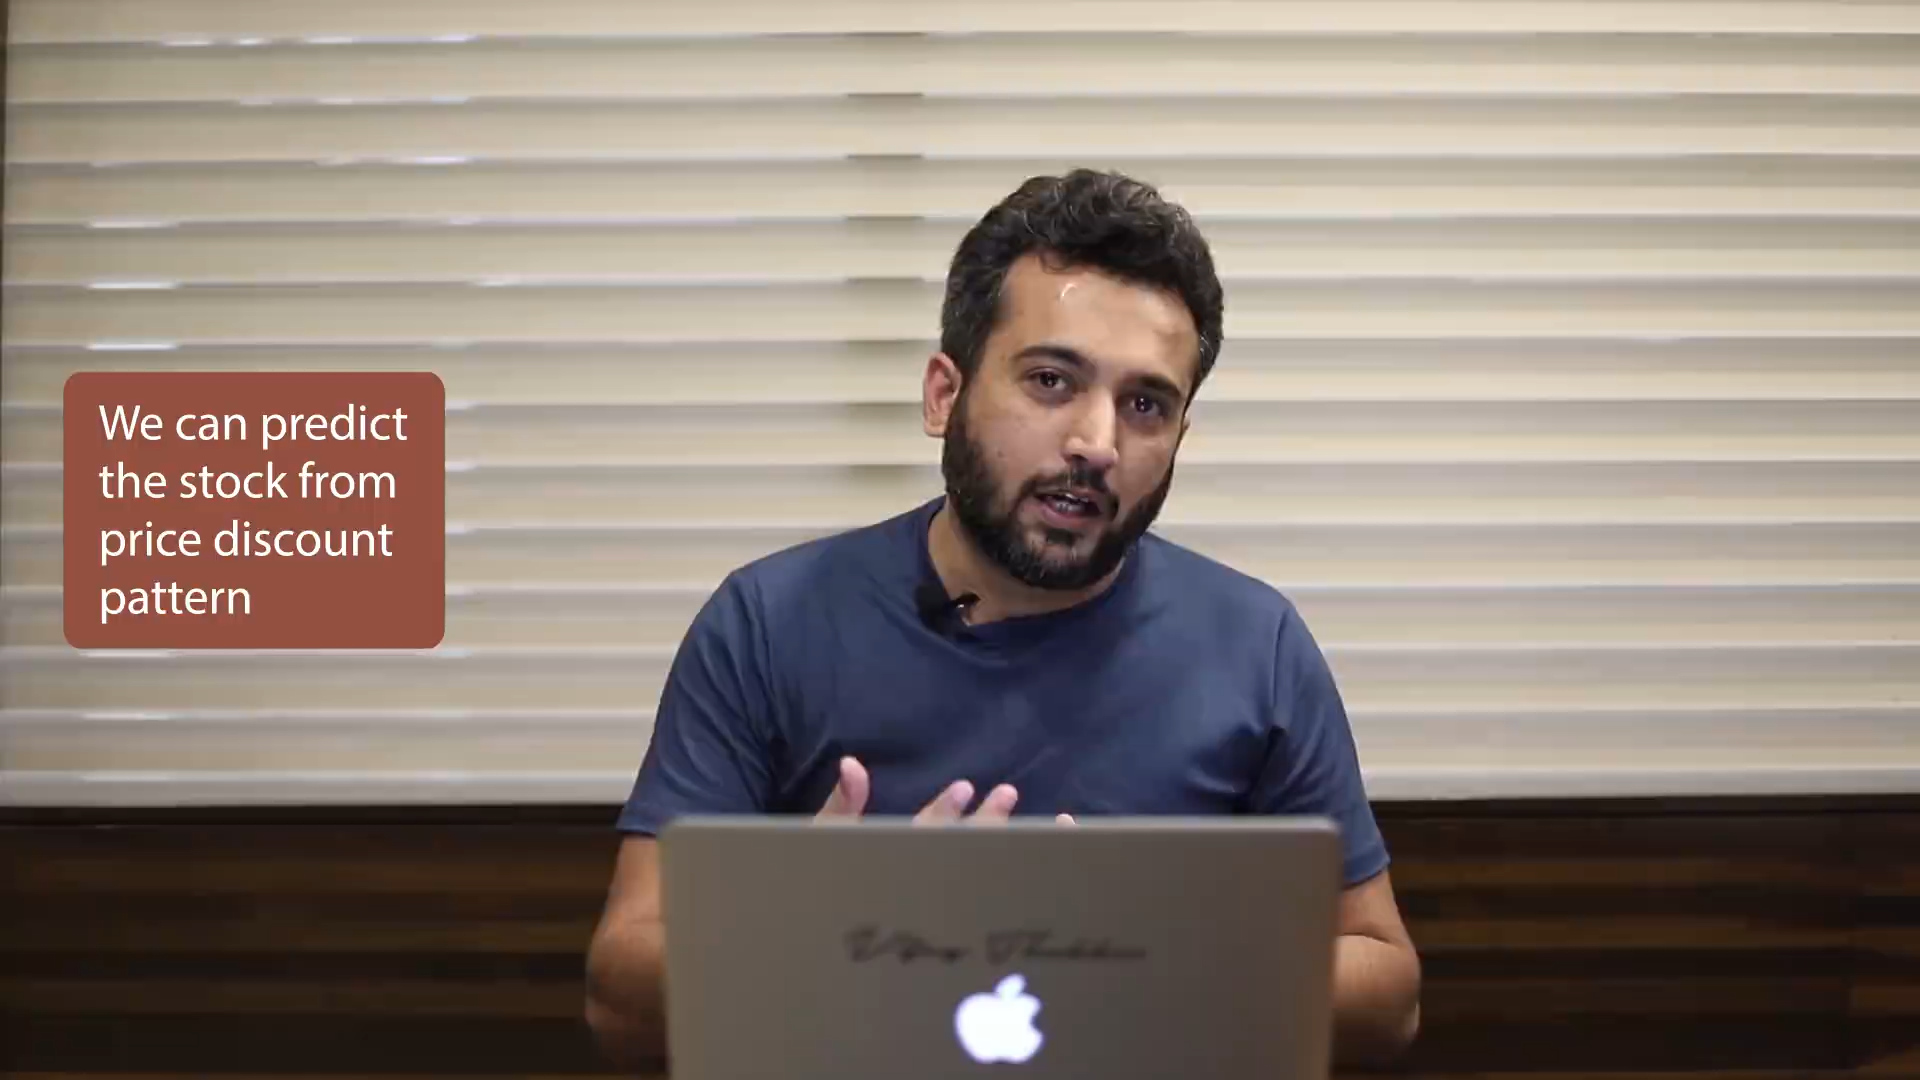 We can predict
the stock from
price discount
pattern